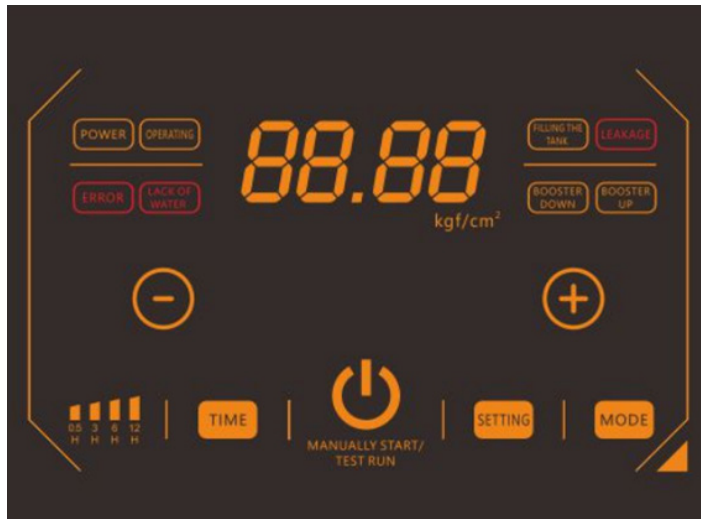 POWER
OPERATING
88.88
FILLING THE
TANK
LEAKAGE
ERROR
LACK OF
WATER
kgf/cm²
BOOSTER
DOWN
BOOSTER
UP
-
+
0.5 3 6 12
H H H H
TIME
MANUALLY START/
TEST RUN
SETTING
MODE